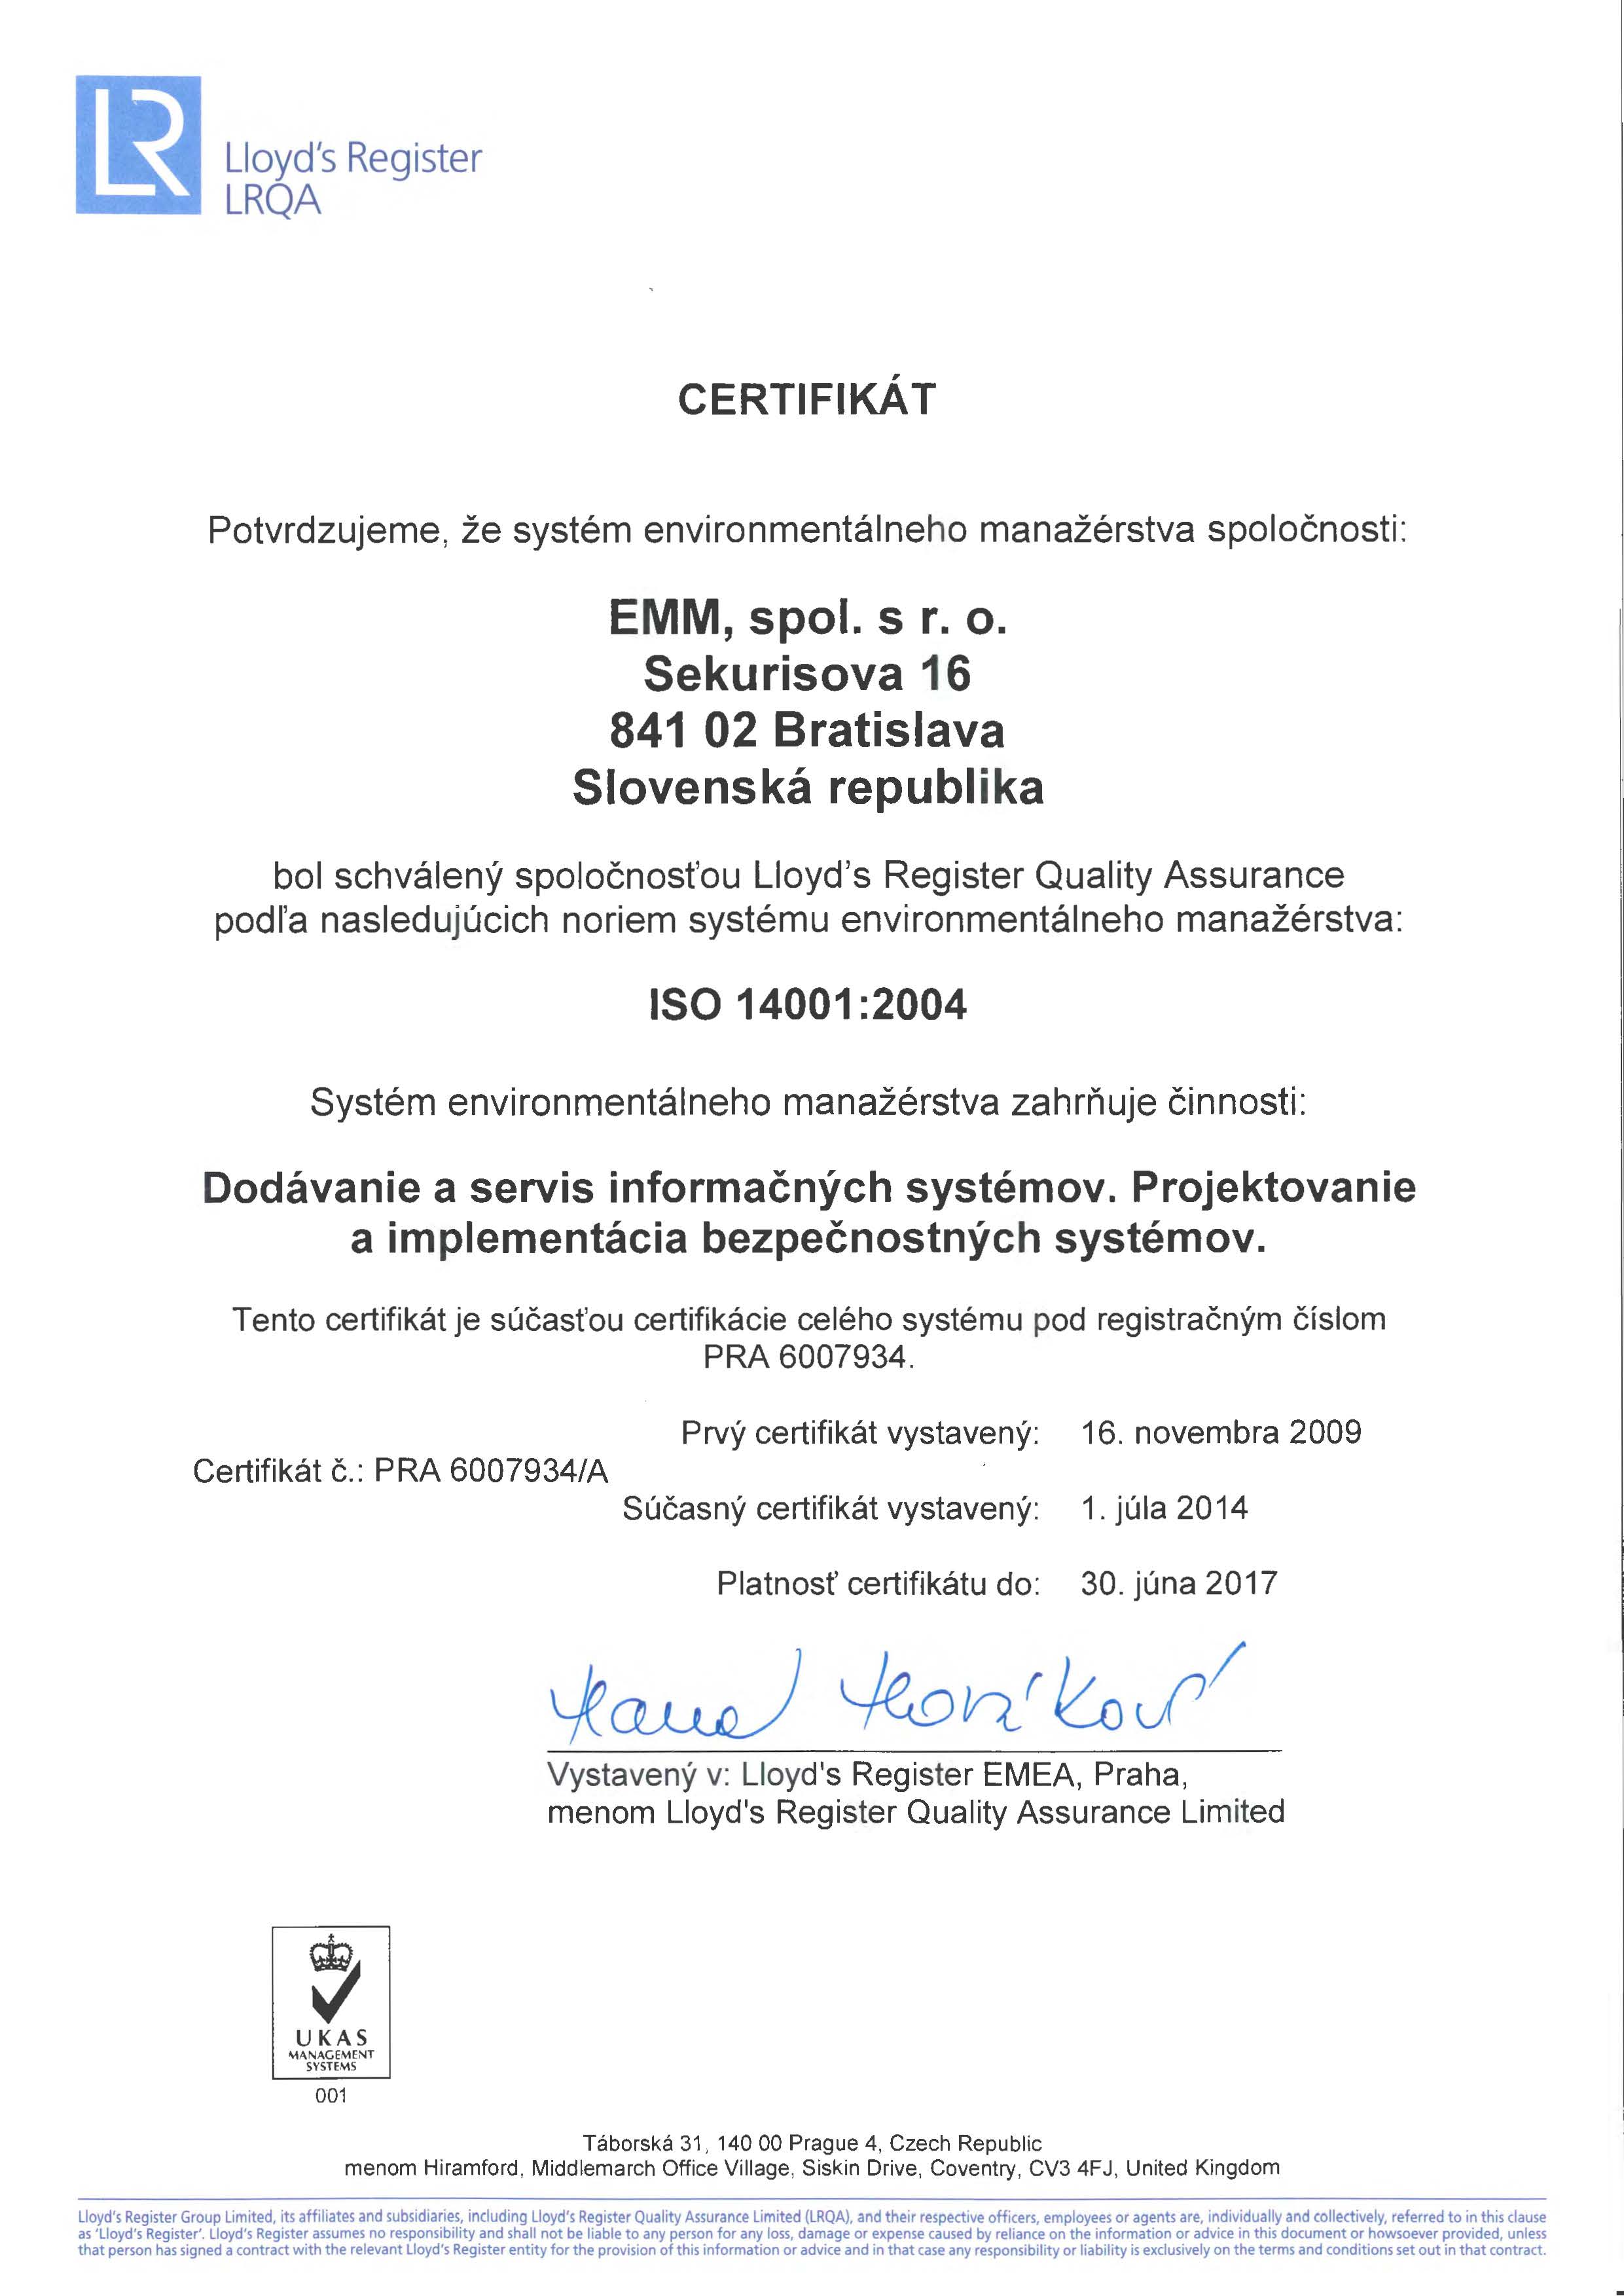 LR
Lloyd's Register
LRQA
CERTIFIKÁT
Potvrdzujeme, že systém environmentálneho manažérstva spoločnosti:
EMM, spol. s r. o.
Sekurisova 16
841 02 Bratislava
Slovenská republika
bol schválený spoločnosťou Lloyd's Register Quality Assurance
podľa nasledujúcich noriem systému environmentálneho manažérstva:
ISO 14001:2004
Systém environmentálneho manažérstva zahrňuje činnosti:
Dodávanie a servis informačných systémov. Projektovanie
a implementácia bezpečnostných systémov.
Tento certifikát je súčasťou certifikácie celého systému pod registračným číslom
PRA 6007934.
Prvý certifikát vystavený: 16. novembra 2009
Certifikát č.: PRA 6007934/A
Súčasný certifikát vystavený: 1. júla 2014
Platnosť certifikátu do: 30. júna 2017
Vystavený v: Lloyd's Register EMEA, Praha,
menom Lloyd's Register Quality Assurance Limited
UKAS
MANAGEMENT
SYSTEMS
001
Táborská 31, 140 00 Prague 4, Czech Republic
menom Hiramford, Middlemarch Office Village, Siskin Drive, Coventry, CV3 4FJ, United Kingdom
Lloyd's Register Group Limited, its affiliates and subsidiaries, including Lloyd's Register Quality Assurance Limited (LRQA), and their respective officers, employees or agents are, individually and collectively, referred to in this clause
as 'Lloyd's Register'. Lloyd's Register assumes no responsibility and shall not be liable to any person for any loss, damage or expense caused by reliance on the information or advice in this document or howsoever provided, unless
that person has signed a contract with the relevant Lloyd's Register entity for the provision of this information or advice and in that case any responsibility or liability is exclusively on the terms and conditions set out in that contract.